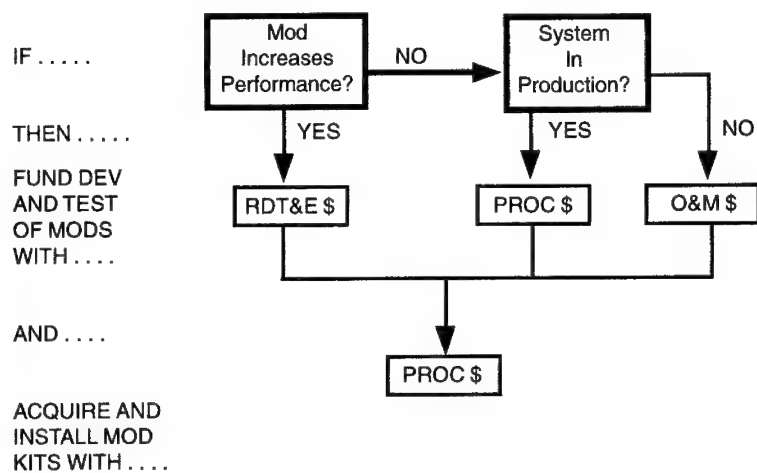 IF . . . . .
Mod
Increases
Performance?
NO
System
In
Production?
THEN . . . . .
YES
YES
NO
FUND DEV
AND TEST
OF MODS
WITH . . . .
RDT&E $
PROC $
O&M $
AND . . . .
PROC $
ACQUIRE AND
INSTALL MOD
KITS WITH . . . .